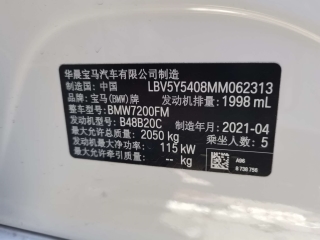 华晨宝马汽车有限公司制造
制造国：中国 LBV5Y5408MM062313
品牌：宝马(BMW)牌 发动机排量：1998 mL
整车型号：BMW7200FM
发动机型号：B48B20C 制造年月：2021-04
最大允许总质量：2050 kg 乘坐人数：5
发动机最大净功率：115 kW
最大允许牵引质量：-- kg
A96